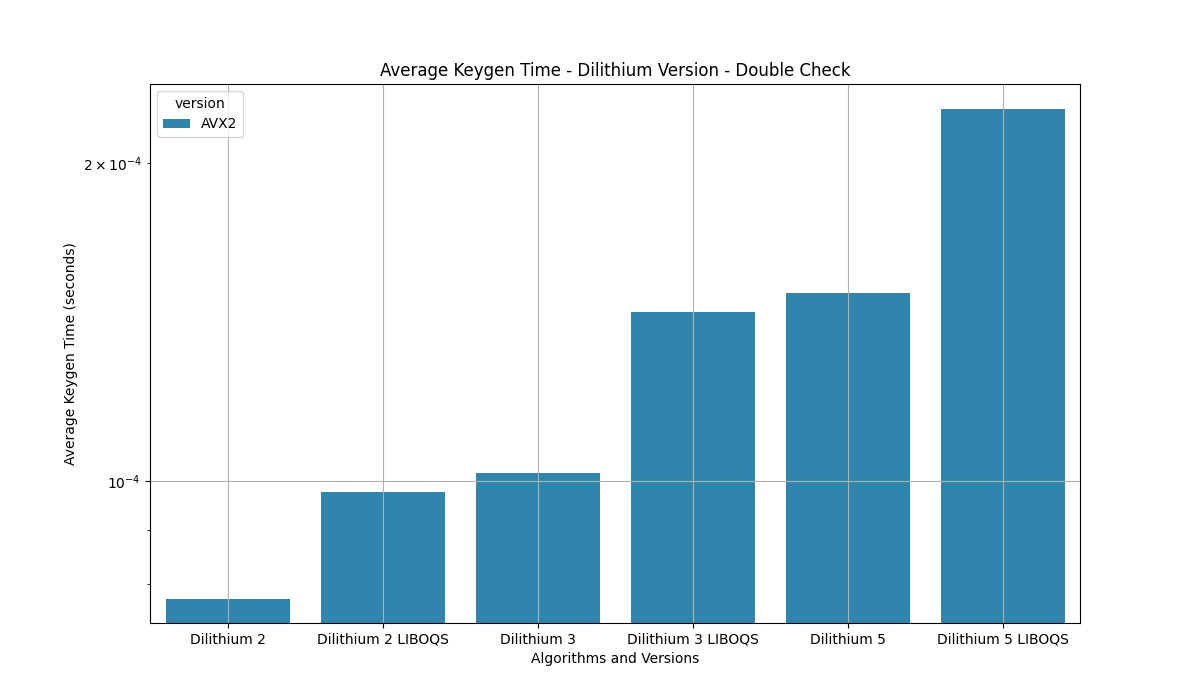 Average Keygen Time - Dilithium Version - Double Check
version
AVX2
2 × 10⁻⁴
10⁻⁴
Average Keygen Time (seconds)
Dilithium 2
Dilithium 2 LIBOQS
Dilithium 3
Dilithium 3 LIBOQS
Dilithium 5
Dilithium 5 LIBOQS
Algorithms and Versions